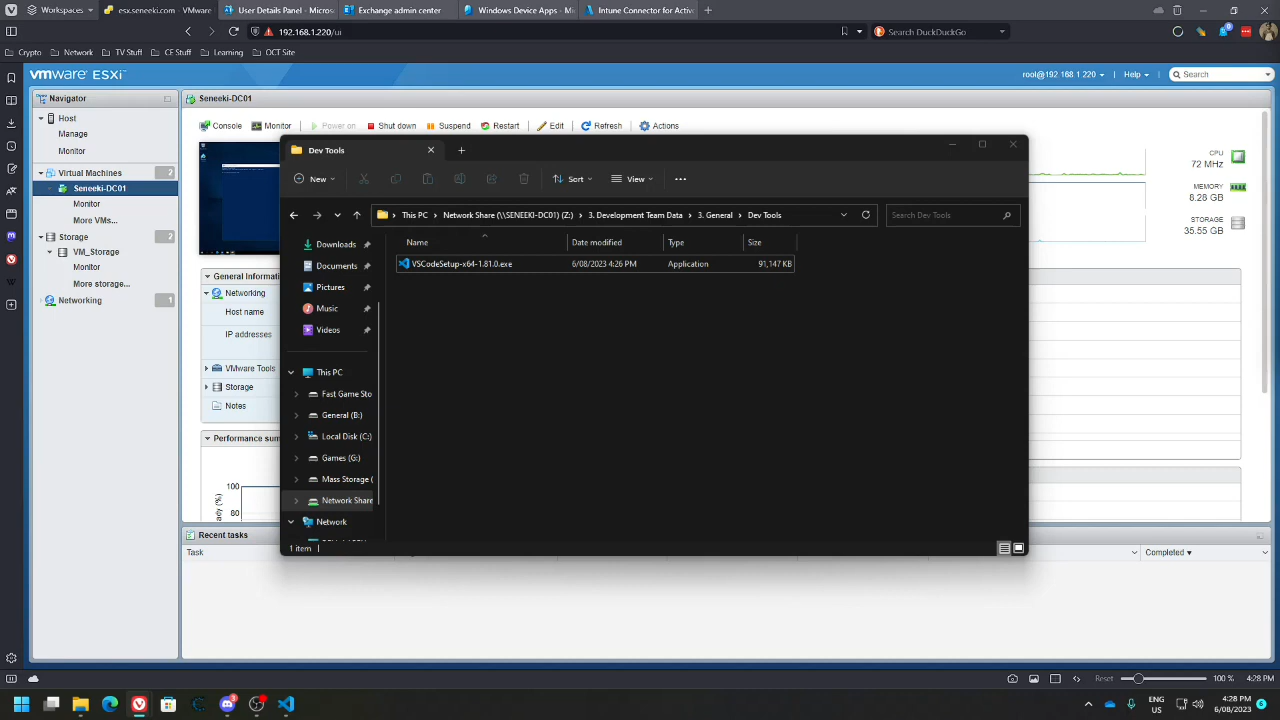 Workspaces
esx.seneeki.com - VMware
User Details Panel - Micros
Exchange admin center
Windows Device Apps - Mi
Intune Connector for Activ
192.168.1.220/ui
Search DuckDuckGo
Crypto
Network
TV Stuff
CE Stuff
Learning
OCT Site
vmware ESXi™
root@192.168.1.220
Help
Search
Navigator
Host
Manage
Monitor
Virtual Machines
2
Seneeki-DC01
Monitor
More VMs...
Storage
2
VM_Storage
Monitor
More storage...
Networking
1
Seneeki-DC01
Console
Monitor
Power on
Shut down
Suspend
Restart
Edit
Refresh
Actions
CPU
72 MHz
MEMORY
8.28 GB
STORAGE
35.55 GB
General Informati
Networking
Host name
IP addresses
VMware Tools
Storage
Notes
Performance sum
100
80
ady (%)
Dev Tools
New
Sort
View
This PC
Network Share (\\SENEEKI-DC01) (Z:)
3. Development Team Data
3. General
Dev Tools
Search Dev Tools
Downloads
Documents
Pictures
Music
Videos
This PC
Fast Game Sto
General (B:)
Local Disk (C:)
Games (G:)
Mass Storage (
Network Share
Network
Name
Date modified
Type
Size
VSCodeSetup-x64-1.81.0.exe
6/08/2023 4:26 PM
Application
91,147 KB
1 item
Recent tasks
Task
Completed ▼
Reset
100 %
4:28 PM
ENG
US
4:28 PM
6/08/2023